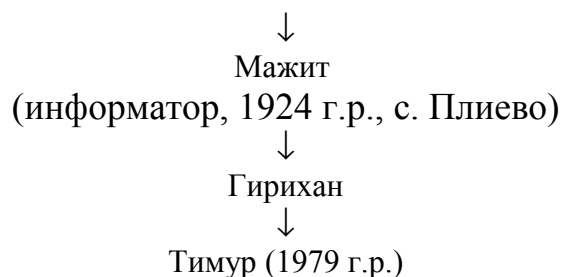 ↓
Мажит
(информатор, 1924 г.р., с. Плиево)
↓
Гирихан
↓
Тимур (1979 г.р.)